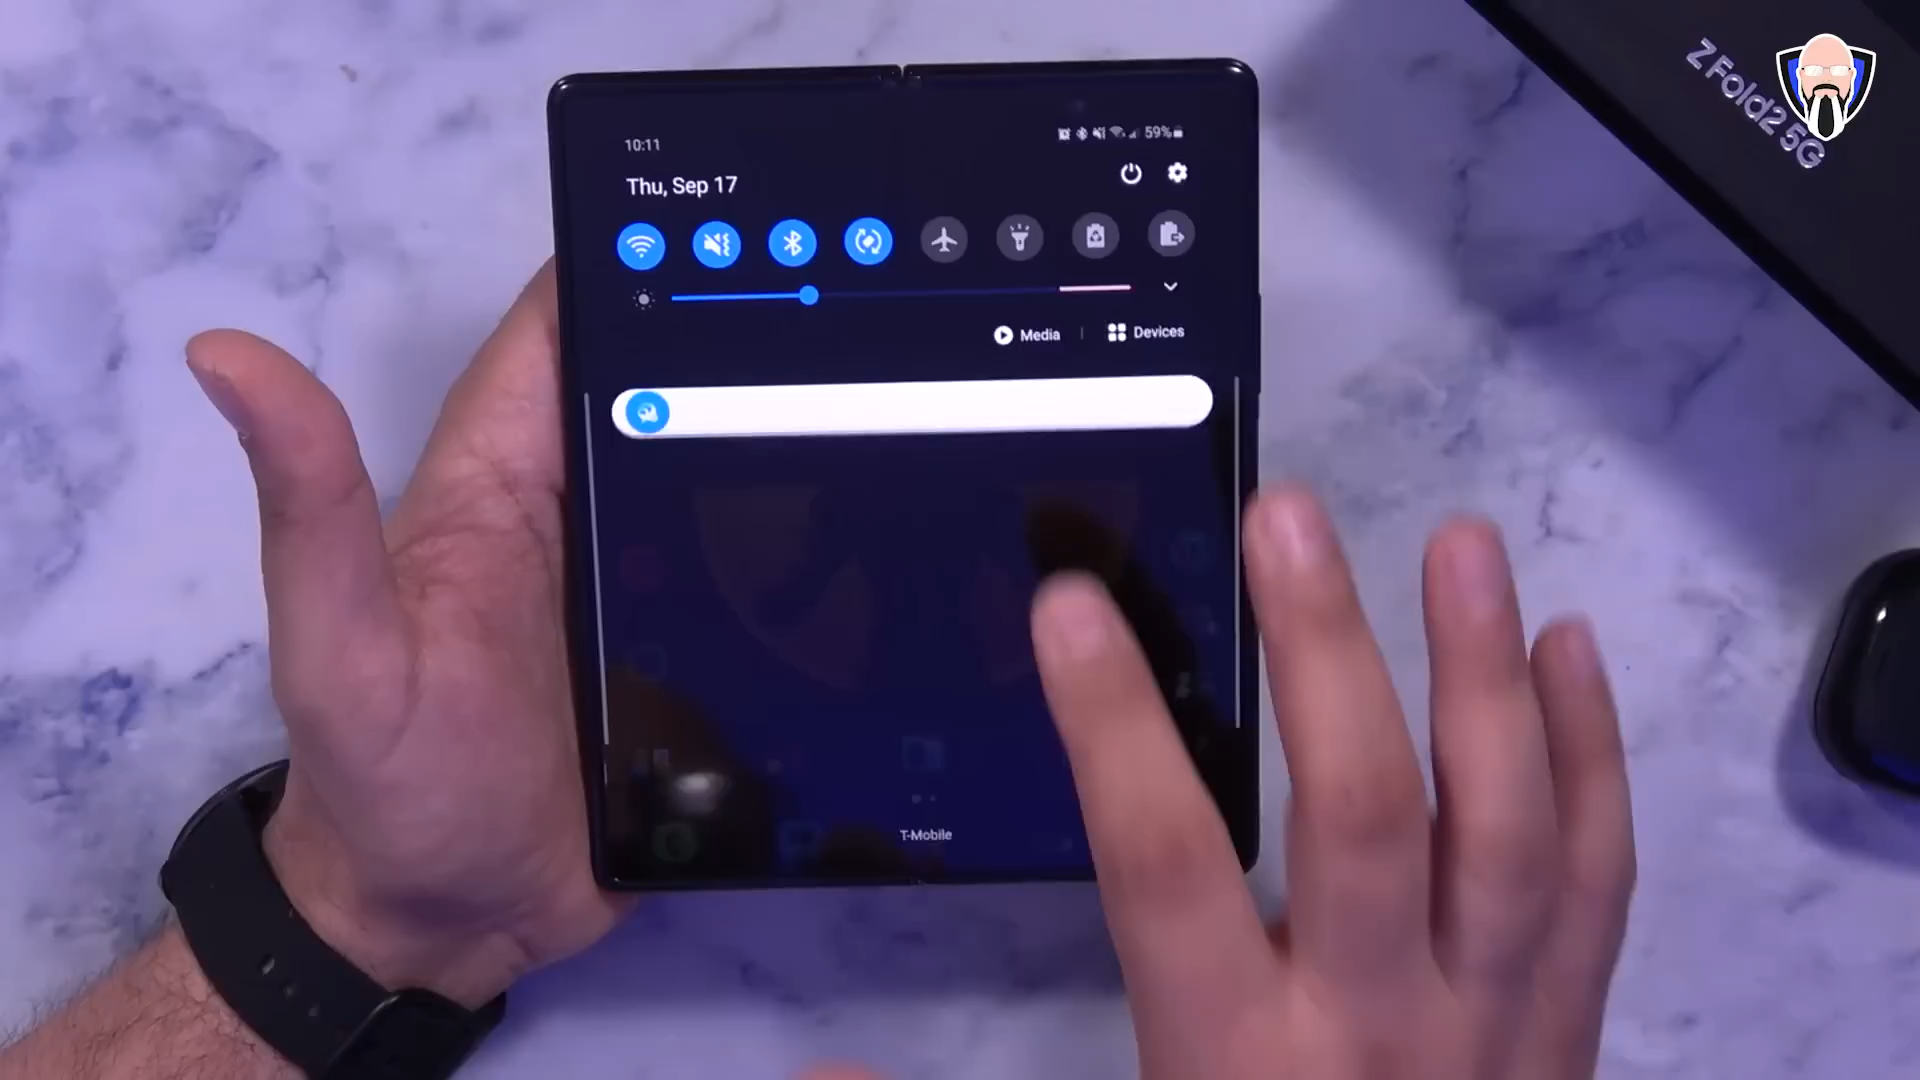 10:11
59%
Thu, Sep 17
Media
Devices
T-Mobile
Z Fold2 5G